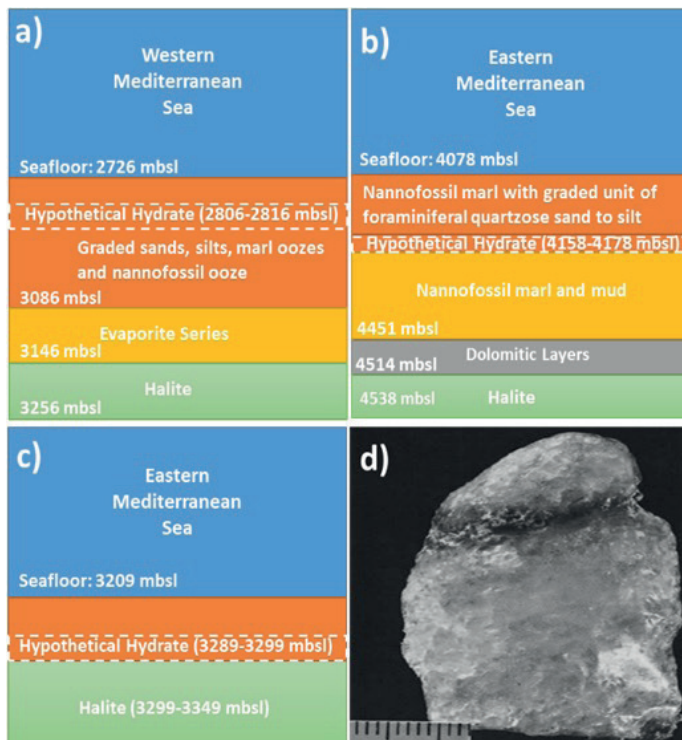 a)
Western
Mediterranean
Sea
Seafloor: 2726 mbsl
Hypothetical Hydrate (2806-2816 mbsl)
Graded sands, silts, marl oozes
and nannofossil ooze
3086 mbsl
Evaporite Series
3146 mbsl
Halite
3256 mbsl
b)
Eastern
Mediterranean
Sea
Seafloor: 4078 mbsl
Nannofossil marl with graded unit of
foraminiferal quartzose sand to silt
Hypothetical Hydrate (4158-4178 mbsl)
Nannofossil marl and mud
4451 mbsl
Dolomitic Layers
4514 mbsl
4538 mbsl
Halite
c)
Eastern
Mediterranean
Sea
Seafloor: 3209 mbsl
Hypothetical Hydrate (3289-3299 mbsl)
Halite (3299-3349 mbsl)
d)